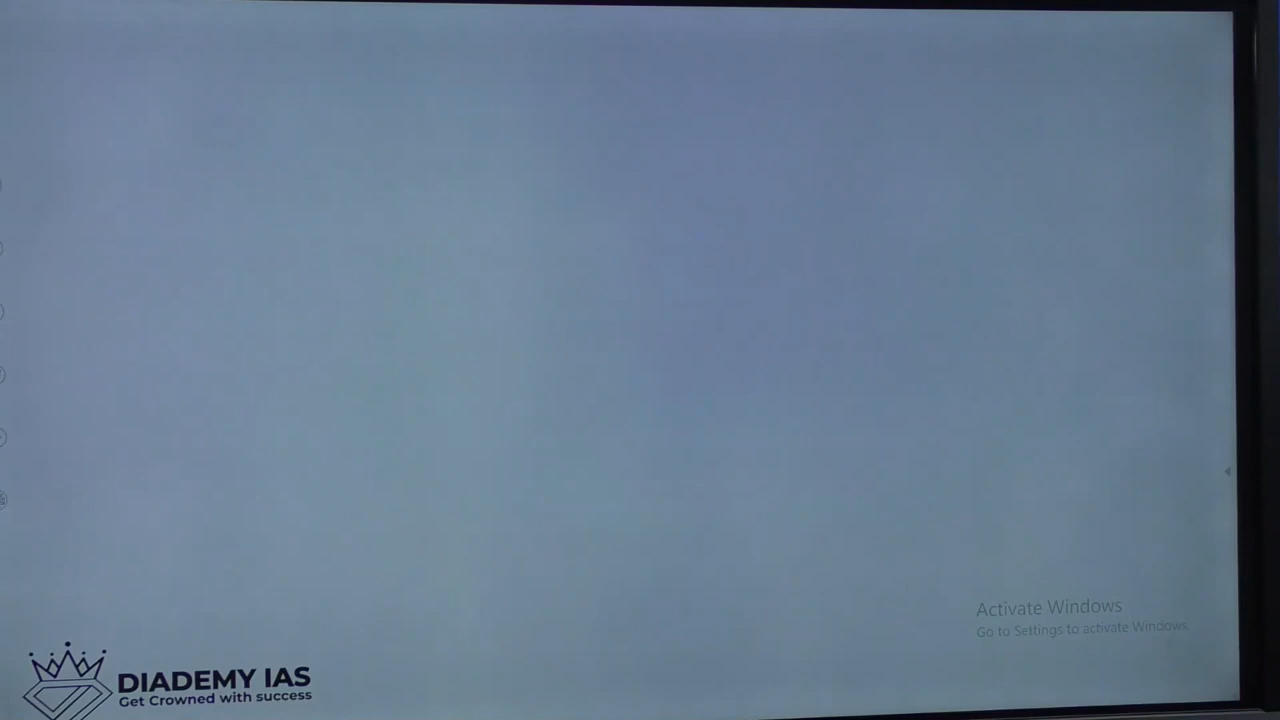 Activate Windows
Go to Settings to activate Windows.
DIADEMY IAS
Get Crowned with success